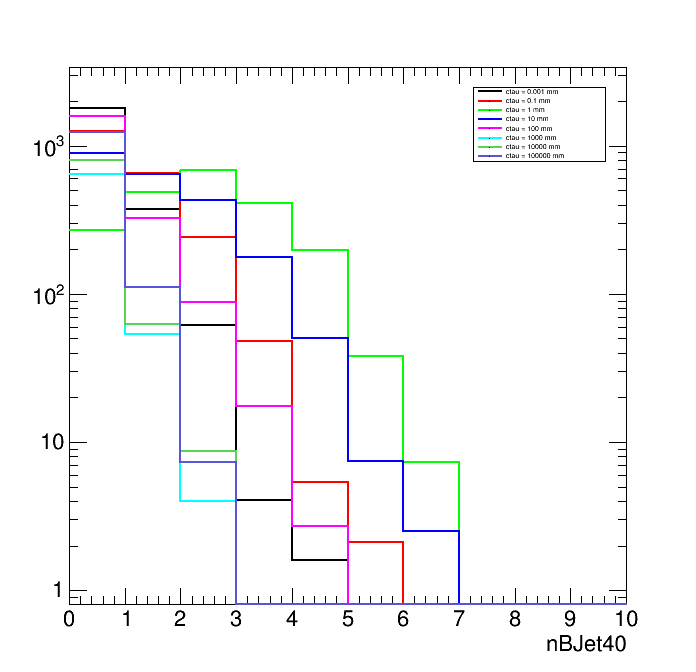 ctau = 0.001 mm
ctau = 0.1 mm
ctau = 1 mm
ctau = 10 mm
ctau = 100 mm
ctau = 1000 mm
ctau = 10000 mm
ctau = 100000 mm
10³
10²
10
1
0 1 2 3 4 5 6 7 8 9 10
nBJet40